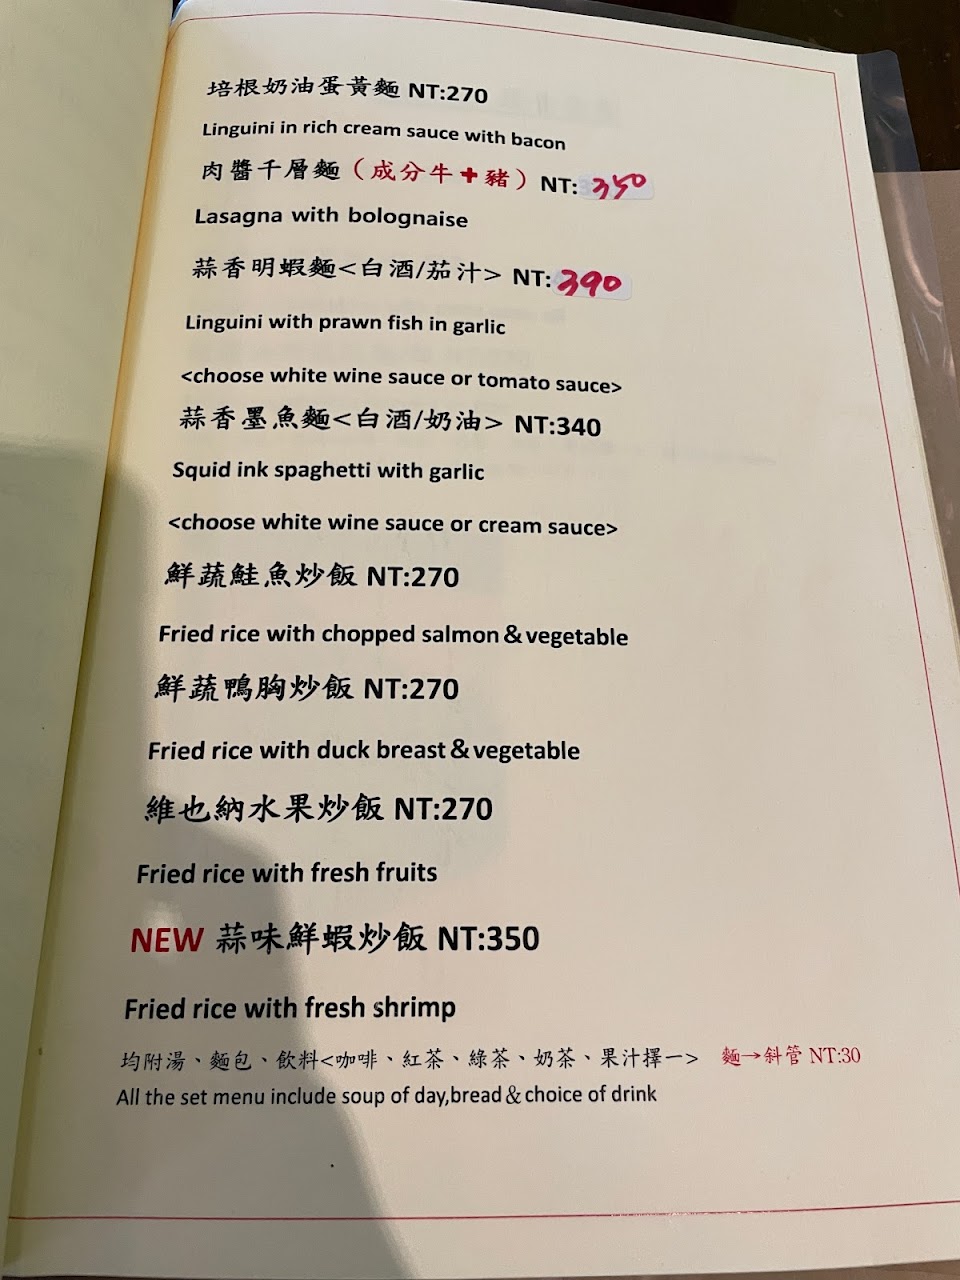 培根奶油蛋黃麵 NT:270
Linguini in rich cream sauce with bacon
肉醬千層麵（成分牛+豬）NT:350
Lasagna with bolognaise
蒜香明蝦麵<白酒/茄汁> NT:390
Linguini with prawn fish in garlic
<choose white wine sauce or tomato sauce>
蒜香墨魚麵<白酒/奶油> NT:340
Squid ink spaghetti with garlic
<choose white wine sauce or cream sauce>
鮮蔬鮭魚炒飯 NT:270
Fried rice with chopped salmon＆vegetable
鮮蔬鴨胸炒飯 NT:270
Fried rice with duck breast＆vegetable
維也納水果炒飯 NT:270
Fried rice with fresh fruits
NEW 蒜味鮮蝦炒飯 NT:350
Fried rice with fresh shrimp
均附湯、麵包、飲料<咖啡、紅茶、綠茶、奶茶、果汁擇一> 麵→斜管 NT:30
All the set menu include soup of day,bread＆choice of drink